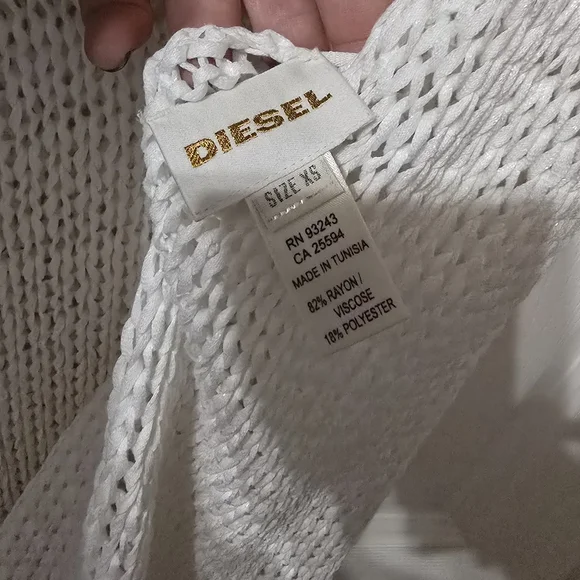 DIESEL
SIZE XS
RN 93243
CA 25594
MADE IN TUNISIA
82% RAYON /
VISCOSE
18% POLYESTER